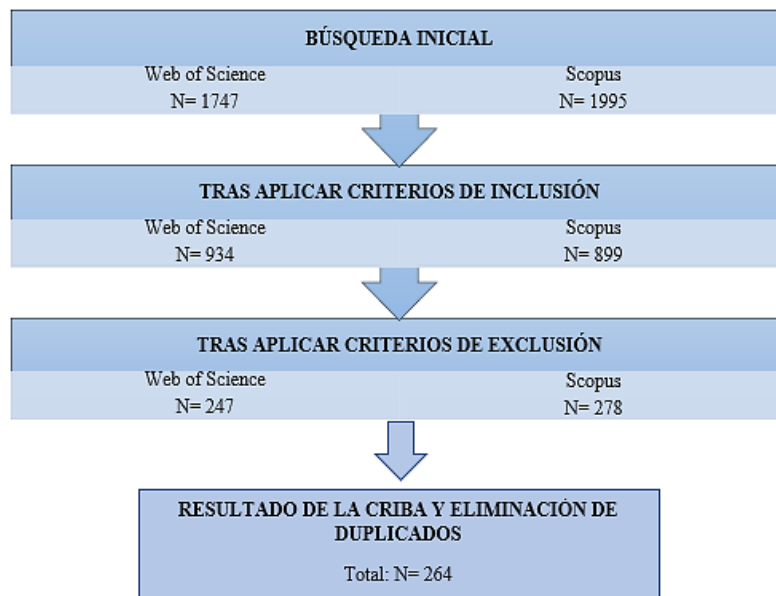 BÚSQUEDA INICIAL
Web of Science
Scopus
N= 1747
N= 1995
TRAS APLICAR CRITERIOS DE INCLUSIÓN
Web of Science
Scopus
N= 934
N= 899
TRAS APLICAR CRITERIOS DE EXCLUSIÓN
Web of Science
Scopus
N= 247
N= 278
RESULTADO DE LA CRIBA Y ELIMINACIÓN DE
DUPLICADOS
Total: N= 264